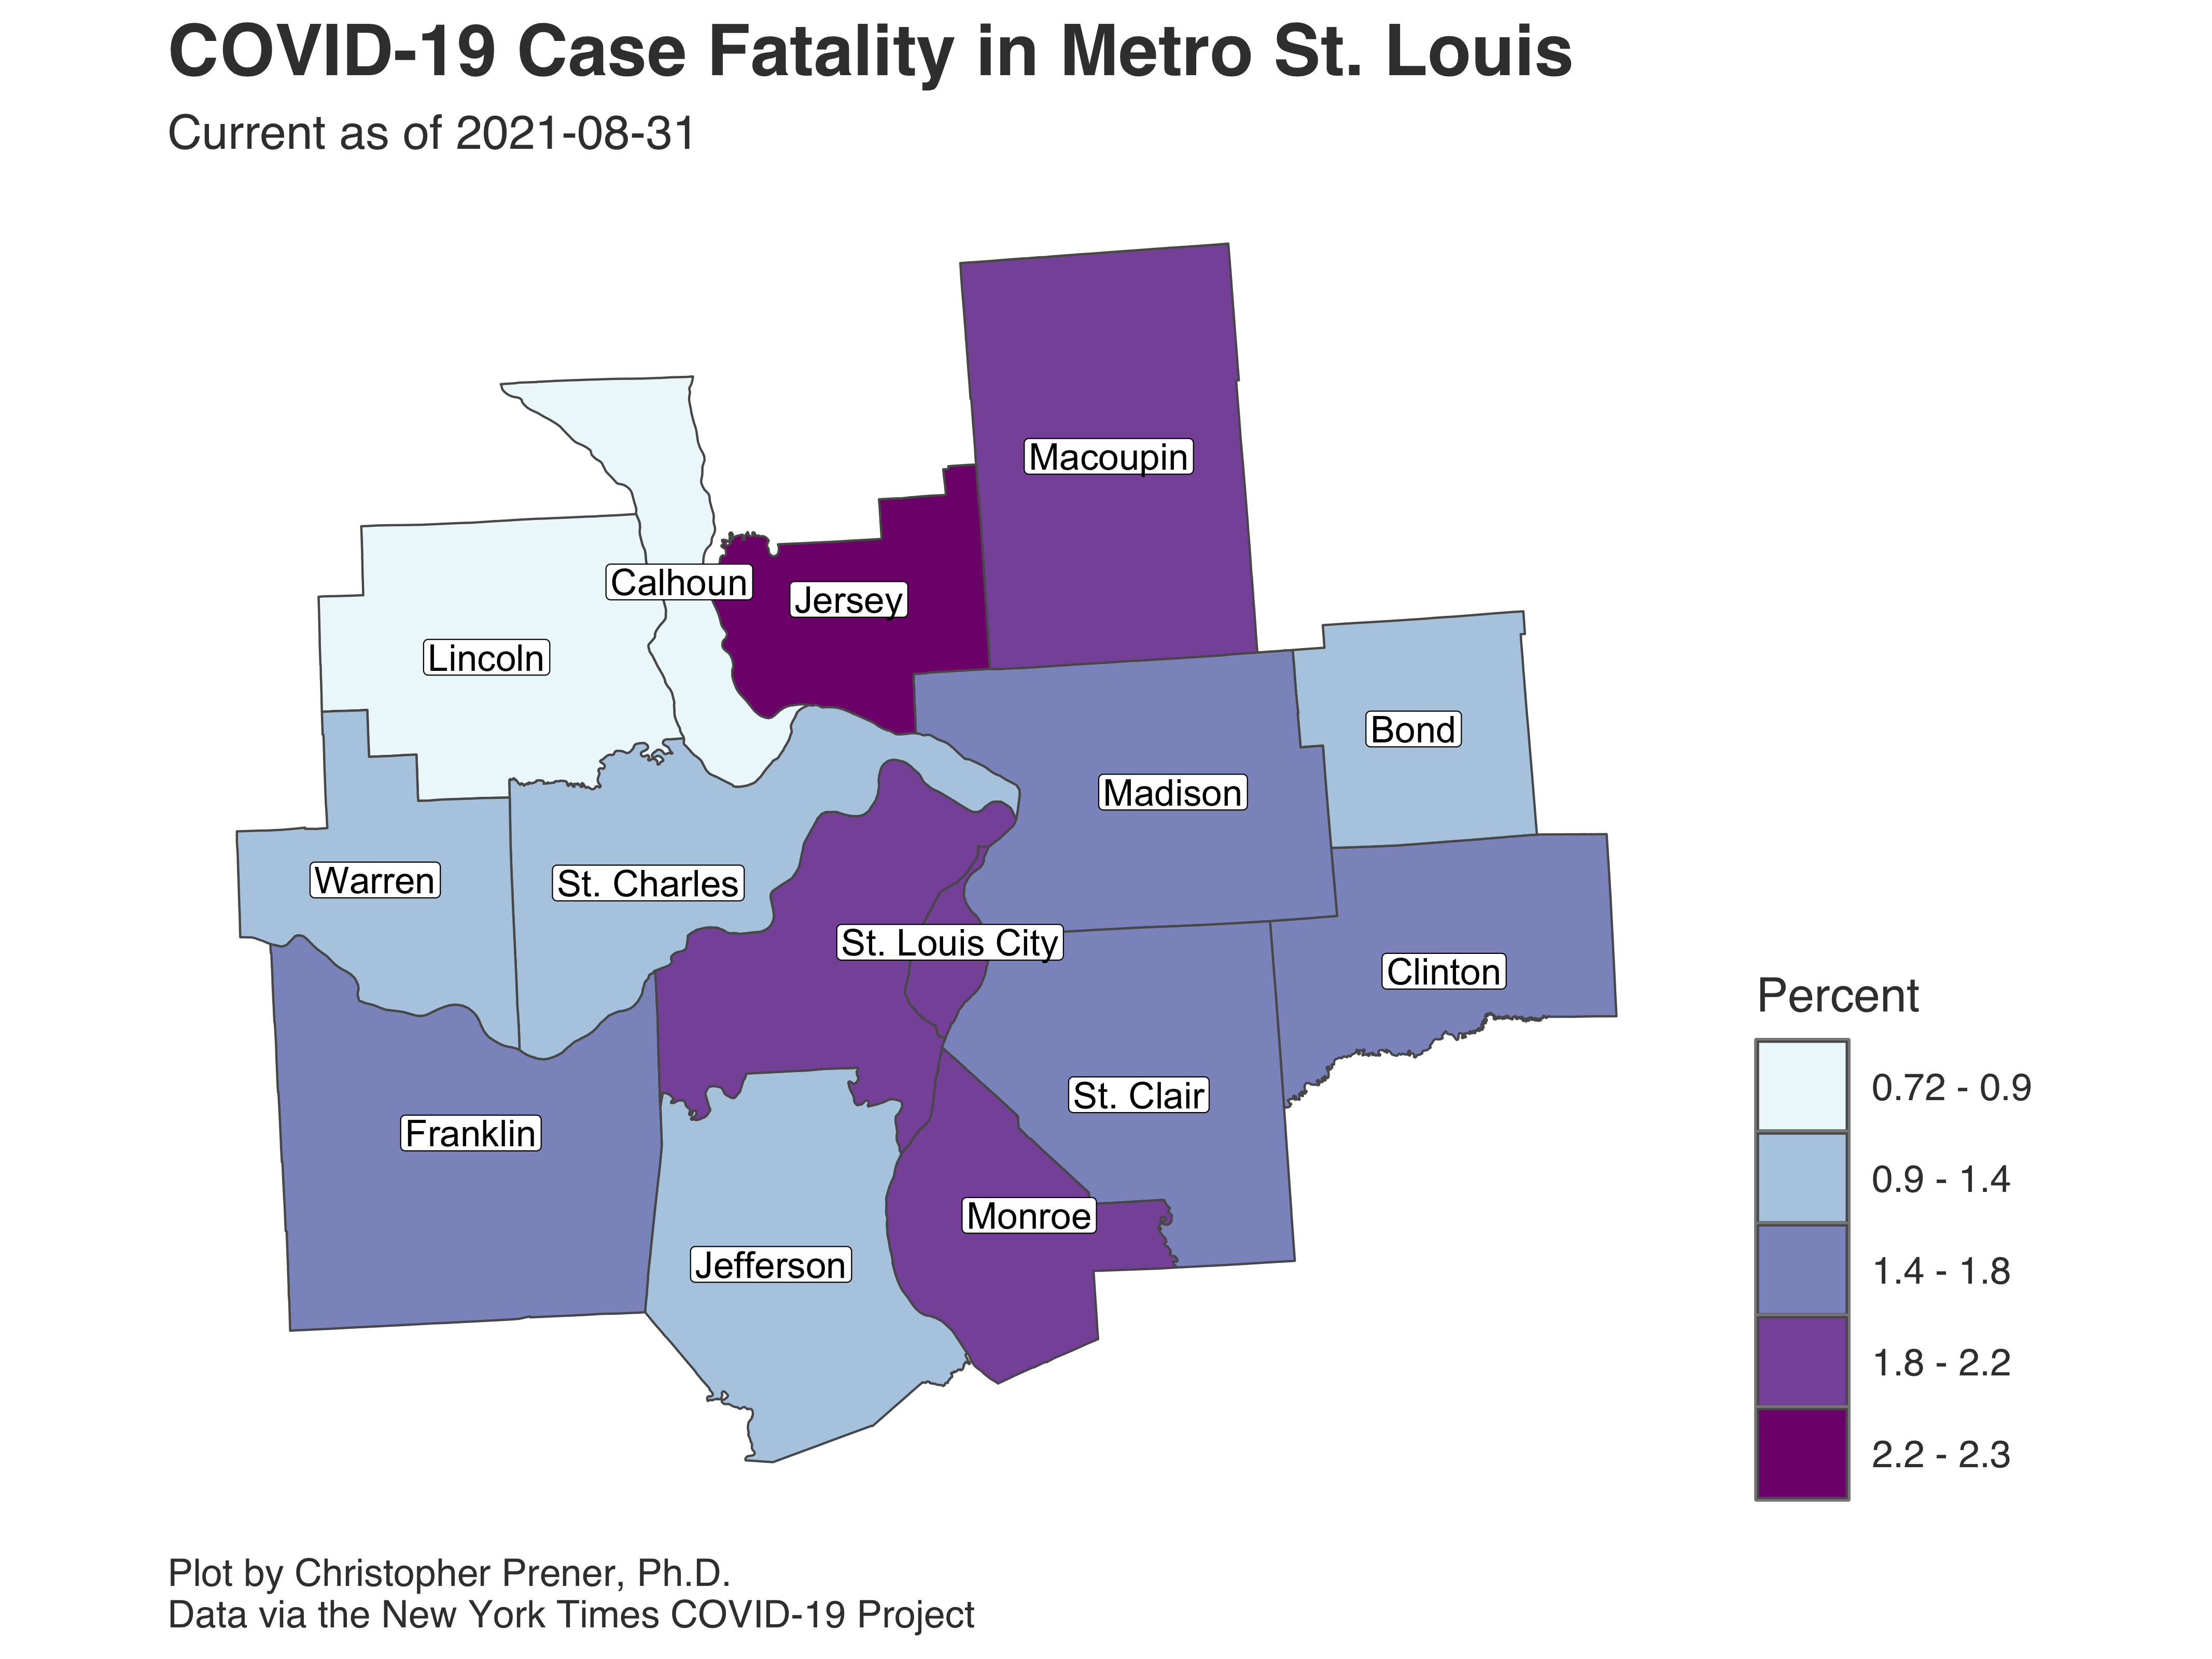 COVID-19 Case Fatality in Metro St. Louis
Current as of 2021-08-31
Macoupin
Calhoun
Jersey
Lincoln
Bond
Madison
Warren
St. Charles
St. Louis City
Clinton
St. Clair
Franklin
Monroe
Jefferson
Percent
0.72 - 0.9
0.9 - 1.4
1.4 - 1.8
1.8 - 2.2
2.2 - 2.3
Plot by Christopher Prener, Ph.D.
Data via the New York Times COVID-19 Project